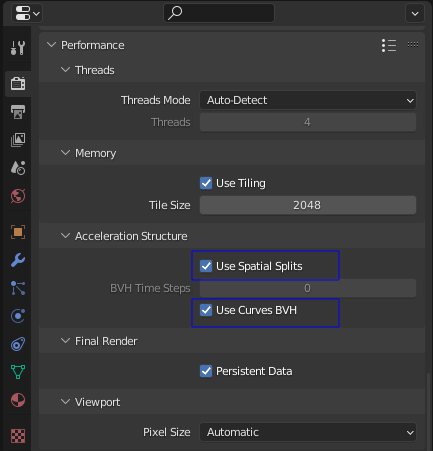 Performance
Threads
Threads Mode Auto-Detect
Threads 4
Memory
Use Tiling
Tile Size 2048
Acceleration Structure
Use Spatial Splits
BVH Time Steps 0
Use Curves BVH
Final Render
Persistent Data
Viewport
Pixel Size Automatic